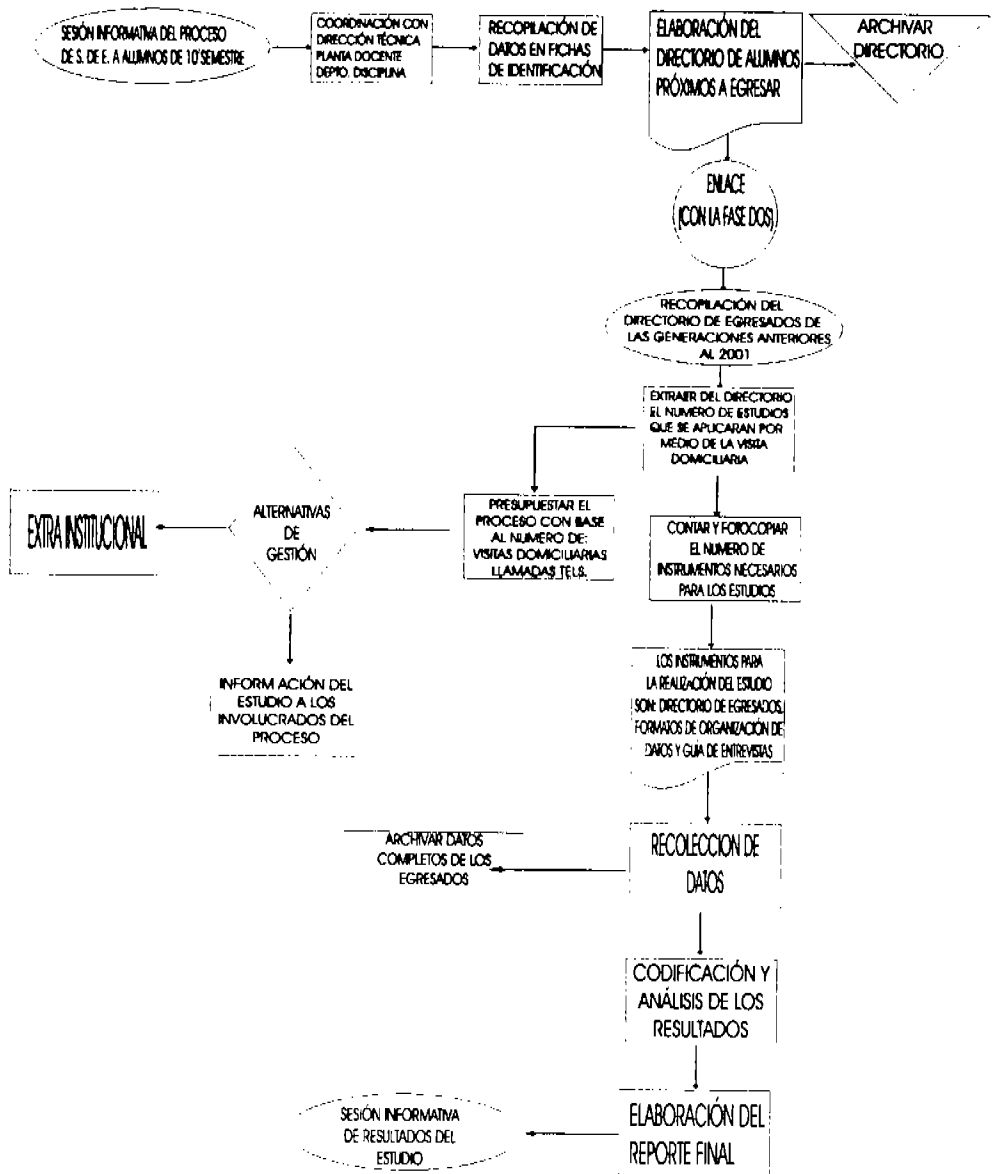 SESIÓN INFORMATIVA DEL PROCESO
DE S. DE E. A ALUMNOS DE 10°SEMESTRE
COORDINACIÓN CON
DIRECCIÓN TÉCNICA
PLANTA DOCENTE
DEPTO. DISCIPLINA
RECOPILACIÓN DE
DATOS EN FICHAS
DE IDENTIFICACIÓN
ELABORACIÓN DEL
DIRECTORIO DE ALUMNOS
PRÓXIMOS A EGRESAR
ARCHIVAR
DIRECTORIO
ENLACE
(CON LA FASE DOS)
RECOPILACIÓN DEL
DIRECTORIO DE EGRESADOS DE
LAS GENERACIONES ANTERIORES
AL 2001
EXTRAER DEL DIRECTORIO
EL NUMERO DE ESTUDIOS
QUE SE APLICARAN POR
MEDIO DE LA VISITA
DOMICILIARIA
PRESUPUESTAR EL
PROCESO CON BASE
AL NUMERO DE:
VISITAS DOMICILIARIAS
LLAMADAS TELS.
ALTERNATIVAS
DE
GESTIÓN
EXTRA INSTITUCIONAL
INFORMACIÓN DEL
ESTUDIO A LOS
INVOLUCRADOS DEL
PROCESO
CONTAR Y FOTOCOPIAR
EL NUMERO DE
INSTRUMENTOS NECESARIOS
PARA LOS ESTUDIOS
LOS INSTRUMENTOS PARA
LA REALIZACIÓN DEL ESTUDIO
SON: DIRECTORIO DE EGRESADOS,
FORMATOS DE ORGANIZACIÓN DE
DATOS Y GUÍA DE ENTREVISTAS
RECOLECCION DE
DATOS
ARCHIVAR DATOS
COMPLETOS DE LOS
EGRESADOS
CODIFICACIÓN Y
ANÁLISIS DE LOS
RESULTADOS
ELABORACIÓN DEL
REPORTE FINAL
SESIÓN INFORMATIVA
DE RESULTADOS DEL
ESTUDIO